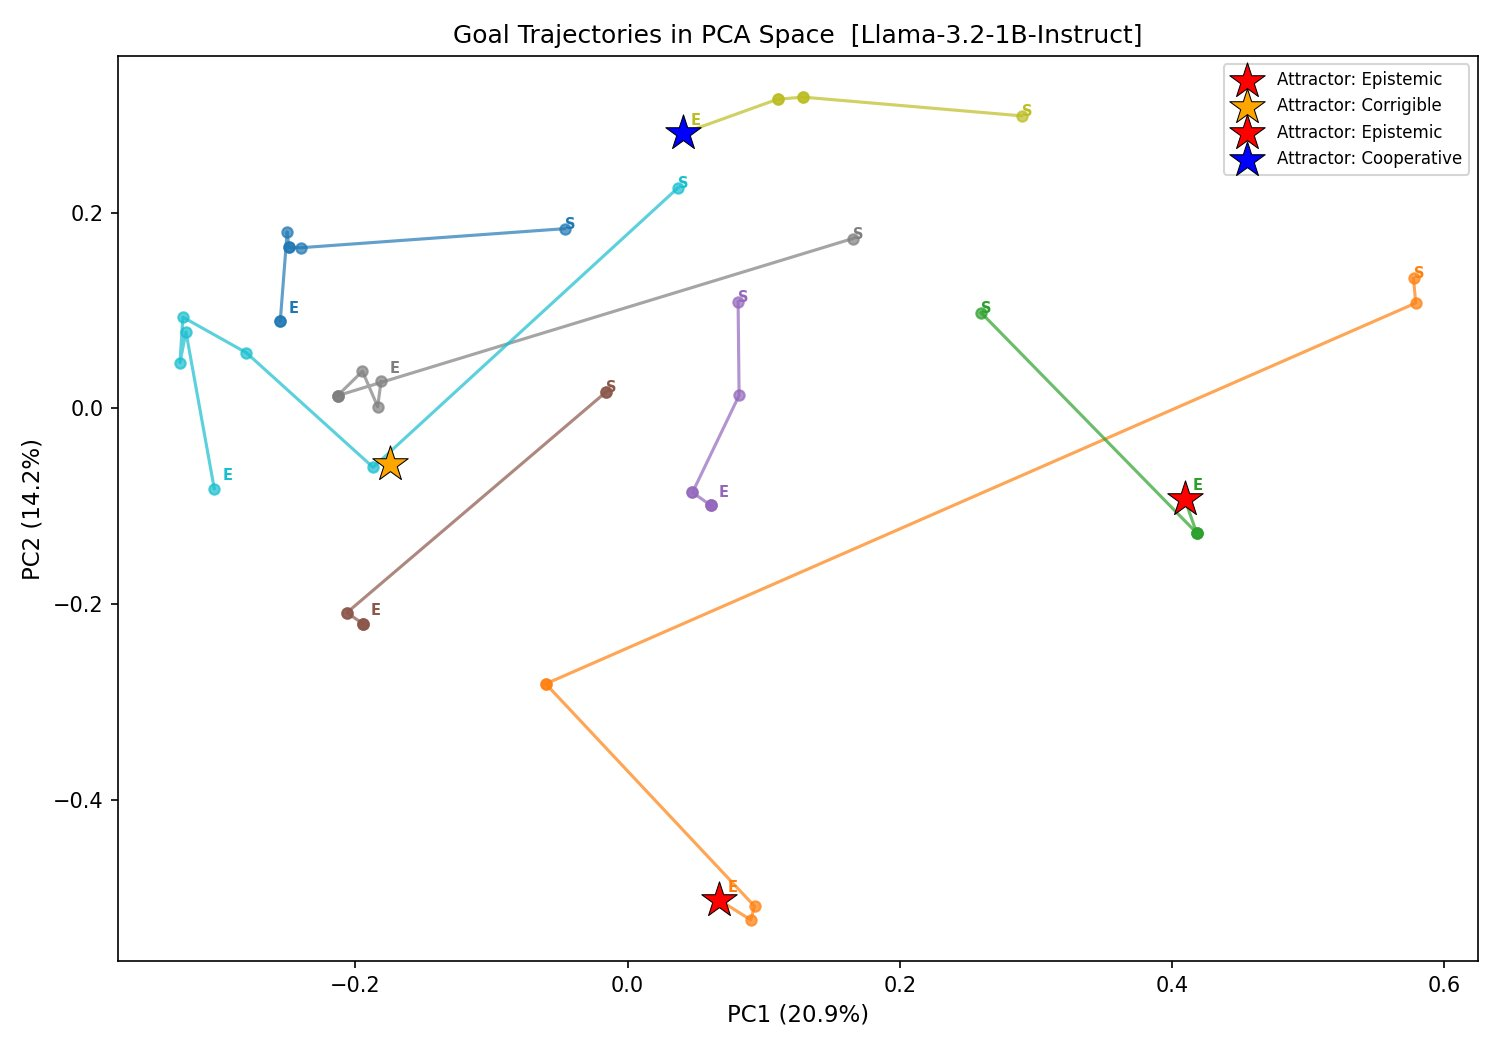 Goal Trajectories in PCA Space [Llama-3.2-1B-Instruct]
Attractor: Epistemic
Attractor: Corrigible
Attractor: Epistemic
Attractor: Cooperative
E
S
S
S
S
S
S
S
S
E
E
S
E
E
E
E
E
0.2
0.0
−0.2
−0.4
PC2 (14.2%)
−0.2
0.0
0.2
0.4
0.6
PC1 (20.9%)